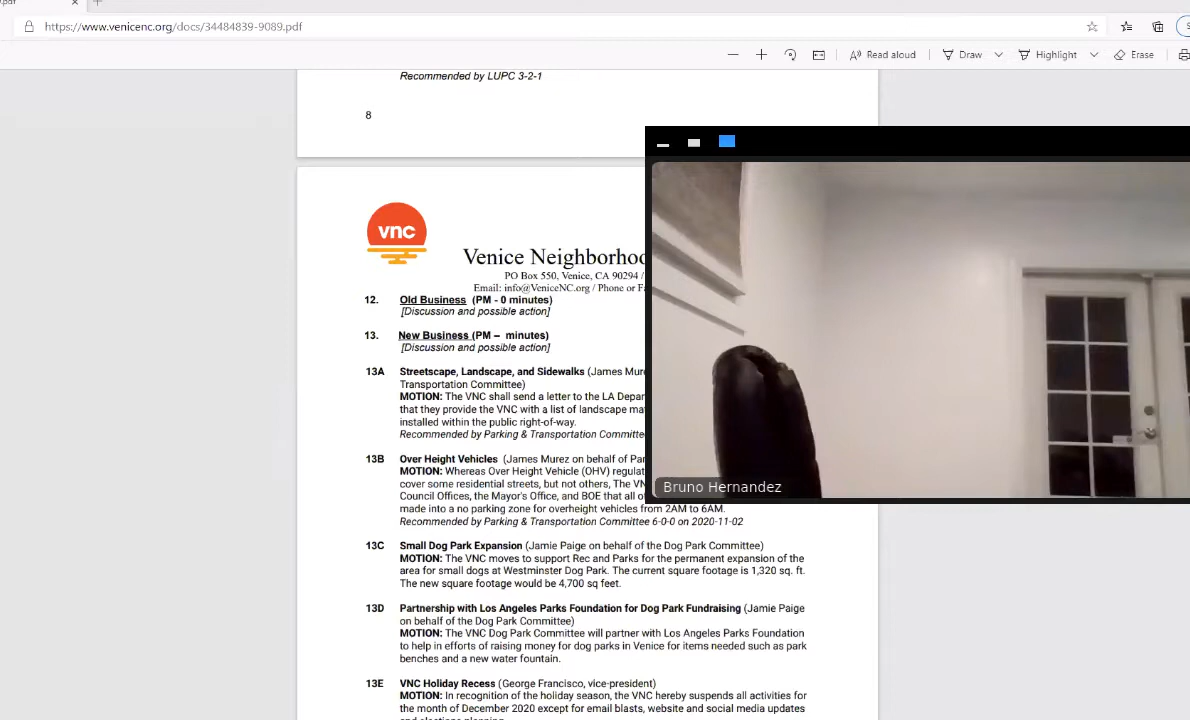 https://www.venicenc.org/docs/34484839-9089.pdf
Read aloud
Draw
Highlight
Erase
Recommended by LUPC 3-2-1
8
vnc
PO Box 550, Venice, CA 90294 /
Email: info@VeniceNC.org / Phone or
12. Old Business (PM - 0 minutes)
[Discussion and possible action]
13. New Business (PM – minutes)
[Discussion and possible action]
13A Streetscape, Landscape, and Sidewalks (James
Transportation Committee)
MOTION: The VNC shall send a letter to the LA
that they provide the VNC with a list of landscape
installed within the public right-of-way.
Recommended by Parking & Transportation Committee
13B Over Height Vehicles (James Murez on behalf of
MOTION: Whereas Over Height Vehicle (OHV)
cover some residential streets, but not others, The
Council Offices, the Mayor's Office, and BOE that all
made into a no parking zone for overheight vehicles from 2AM to 6AM.
Recommended by Parking & Transportation Committee 6-0-0 on 2020-11-02
13C Small Dog Park Expansion (Jamie Paige on behalf of the Dog Park Committee)
MOTION: The VNC moves to support Rec and Parks for the permanent expansion of the
area for small dogs at Westminster Dog Park. The current square footage is 1,320 sq. ft.
The new square footage would be 4,700 sq feet.
13D Partnership with Los Angeles Parks Foundation for Dog Park Fundraising (Jamie Paige
on behalf of the Dog Park Committee)
MOTION: The VNC Dog Park Committee will partner with Los Angeles Parks Foundation
to help in efforts of raising money for dog parks in Venice for items needed such as park
benches and a new water fountain.
13E VNC Holiday Recess (George Francisco, vice-president)
MOTION: In recognition of the holiday season, the VNC hereby suspends all activities for
the month of December 2020 except for email blasts, website and social media updates
Bruno Hernandez